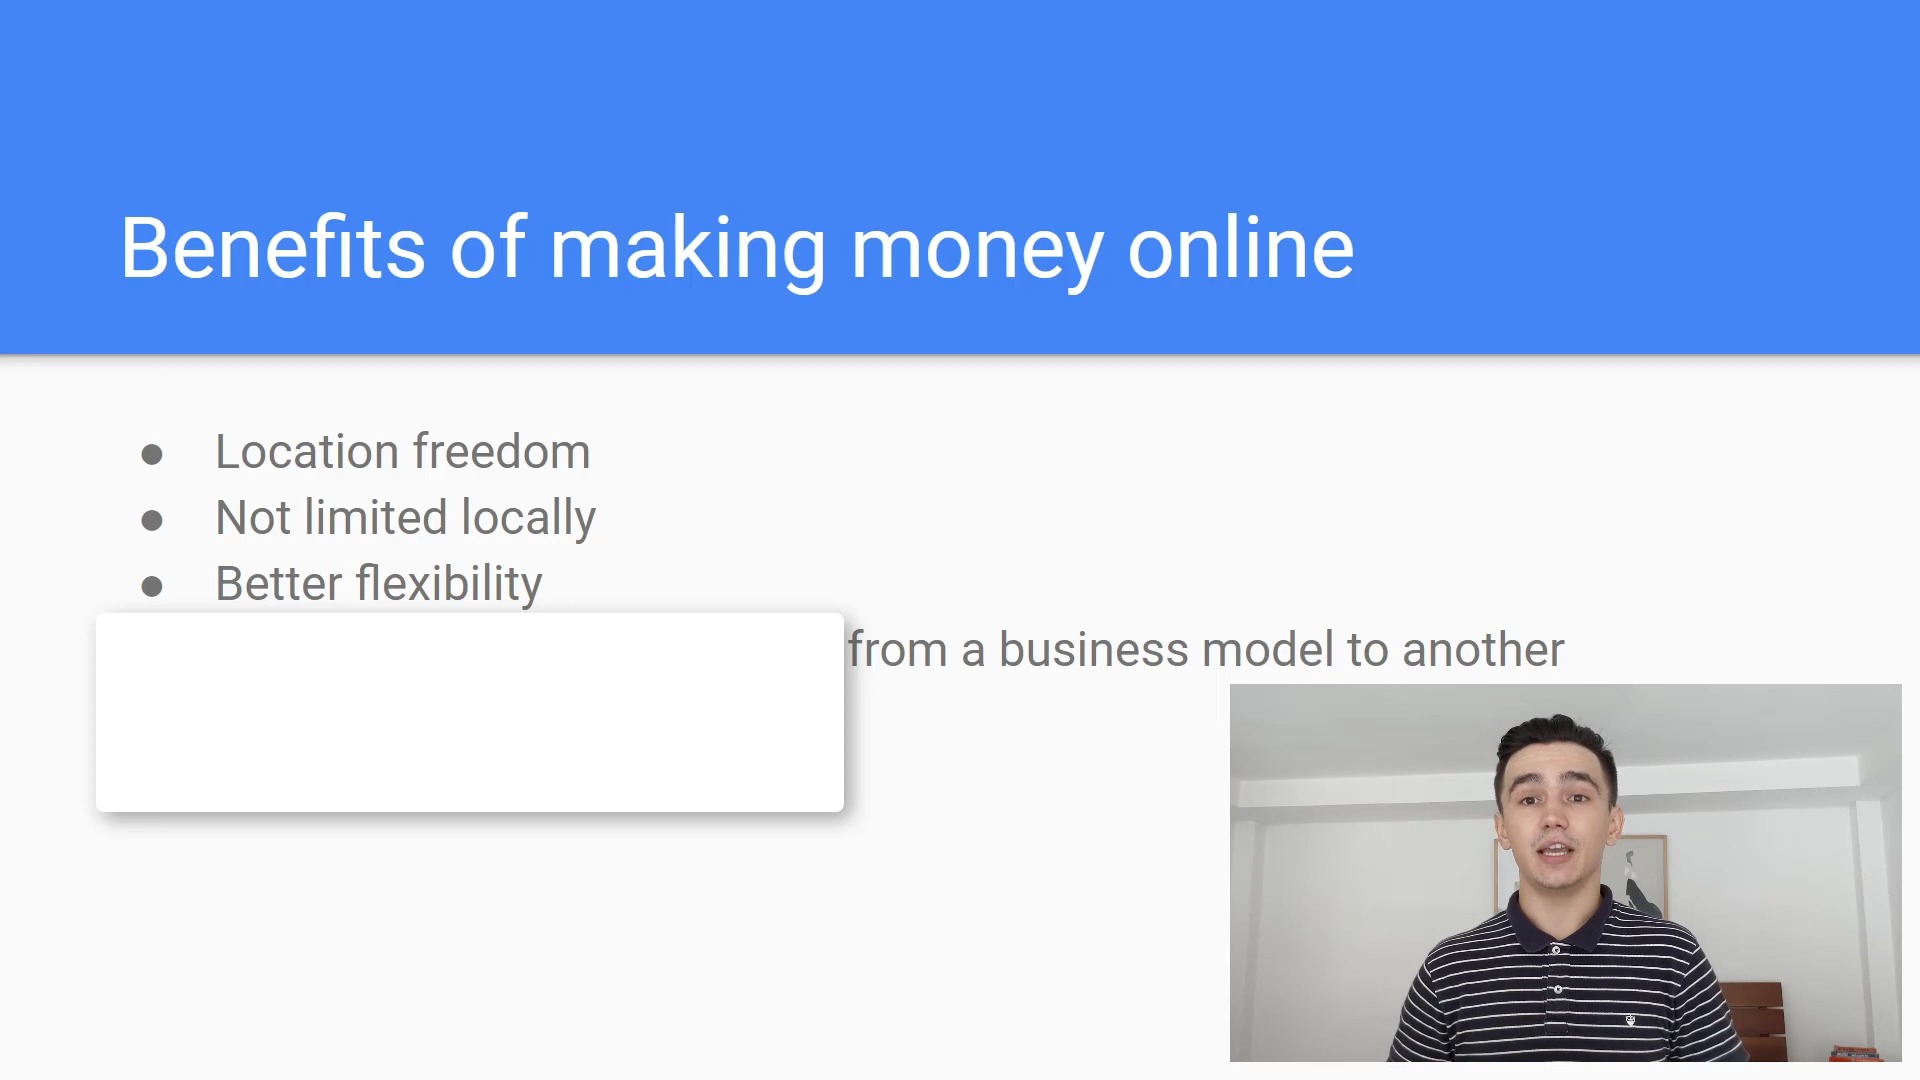 Benefits of making money online
● Location freedom
● Not limited locally
● Better flexibility
from a business model to another